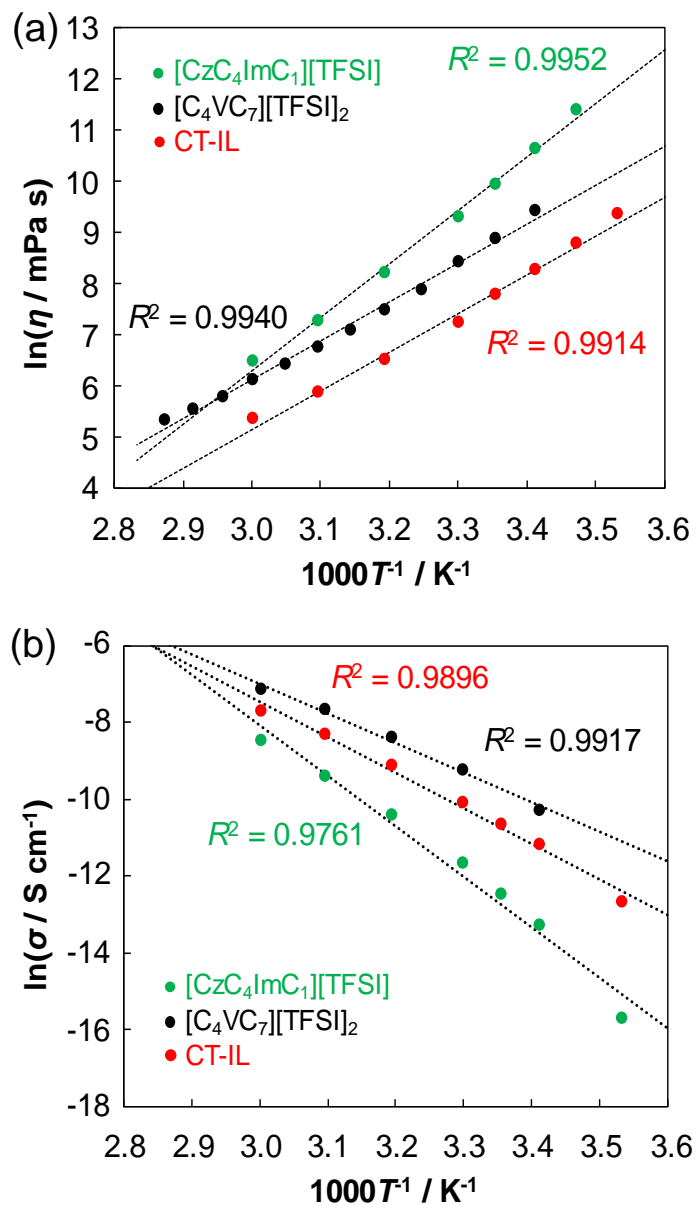 (a)
13
12
11
10
9
8
7
6
5
4
ln(η / mPa s)
[CzC₄ImC₁][TFSI]
[C₄VC₇][TFSI]₂
CT-IL
R² = 0.9952
R² = 0.9940
R² = 0.9914
2.8 2.9 3.0 3.1 3.2 3.3 3.4 3.5 3.6
1000T⁻¹ / K⁻¹
(b)
-6
-8
-10
-12
-14
-16
-18
ln(σ / S cm⁻¹)
R² = 0.9896
R² = 0.9917
R² = 0.9761
[CzC₄ImC₁][TFSI]
[C₄VC₇][TFSI]₂
CT-IL
2.8 2.9 3.0 3.1 3.2 3.3 3.4 3.5 3.6
1000T⁻¹ / K⁻¹